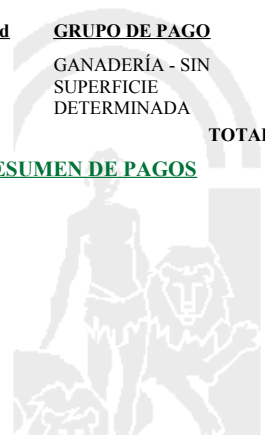 d GRUPO DE PAGO
GANADERÍA - SIN
SUPERFICIE
DETERMINADA
TOTAL
ESUMEN DE PAGOS